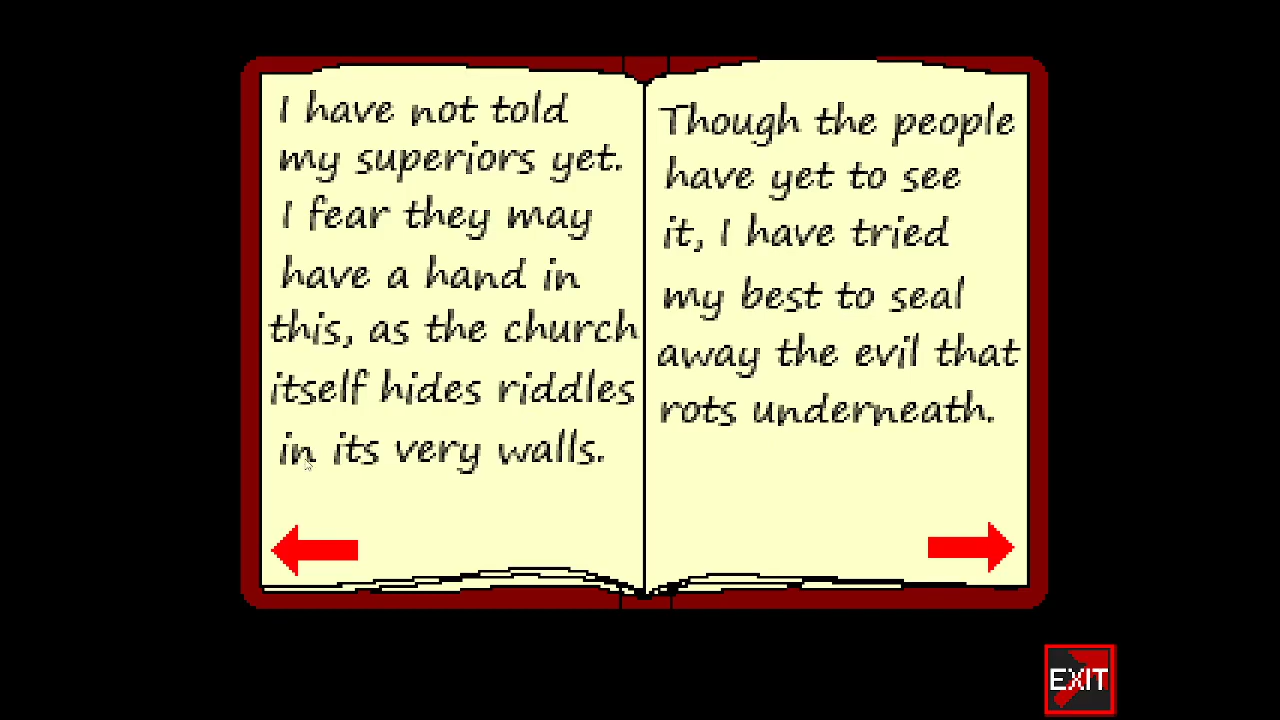 I have not told
my superiors yet.
I fear they may
have a hand in
this, as the church
itself hides riddles
in its very walls.
Though the people
have yet to see
it, I have tried
my best to seal
away the evil that
rots underneath.
EXIT